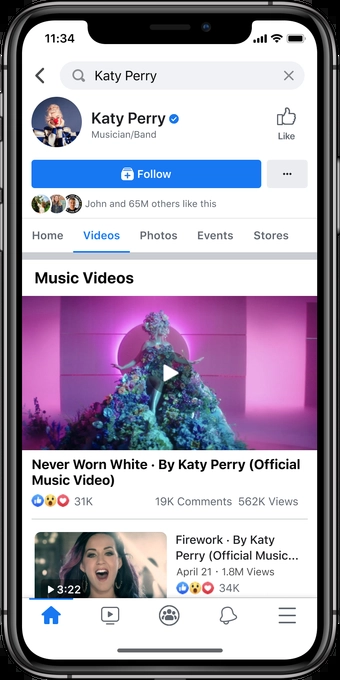 11:34
Katy Perry
Katy Perry
Musician/Band
Like
Follow
John and 65M others like this
Home Videos Photos Events Stores
Music Videos
Never Worn White · By Katy Perry (Official
Music Video)
31K 19K Comments 562K Views
Firework · By Katy
Perry (Official Music...
April 21 · 1.8M Views
34K
3:22